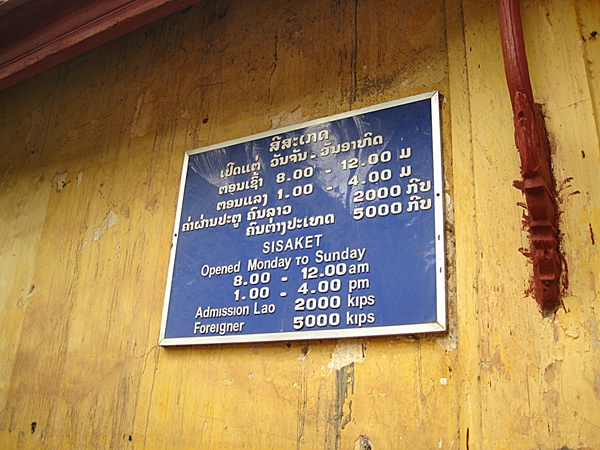 ສີສະເກດ
ເປີດແຕ່ ວັນຈັນ - ວັນອາທິດ
ຕອນເຊົ້າ 8.00 - 12.00 ມ
ຕອນແລງ 1.00 - 4.00 ມ
ຄ່າຜ່ານປະຕູ ຄົນລາວ 2000 ກີບ
ຄົນຕ່າງປະເທດ 5000 ກີບ
SISAKET
Opened Monday To Sunday
8.00 - 12.00 am
1.00 - 4.00 pm
Admission Lao 2000 kips
Foreigner 5000 kips